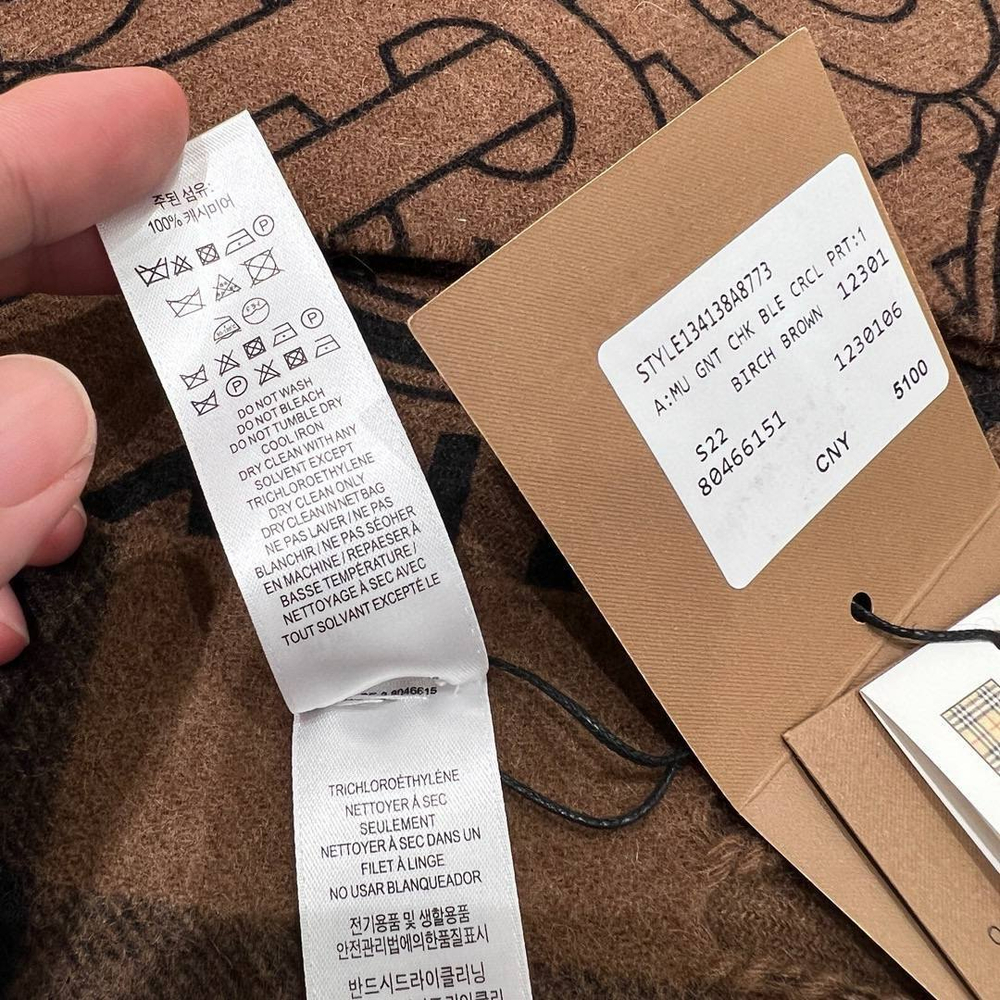 주된 섬유:
100% 캐시미어
DO NOT WASH
DO NOT BLEACH
DO NOT TUMBLE DRY
COOL IRON
DRY CLEAN WITH ANY
SOLVENT EXCEPT
TRICHLOROETHYLENE
DRY CLEAN ONLY
DRY CLEAN IN NET BAG
NE PAS LAVER / NE PAS
BLANCHIR / NE PAS SÉOHER
EN MACHINE / REPAESER À
BASSE TEMPÉRATURE /
NETTOYAGE À SEC AVEC
TOUT SOLVANT EXCEPTÉ LE
8046615
TRICHLOROÉTHYLÉNE
NETTOYER À SEC
SEULEMENT
NETTOYER À SEC DANS UN
FILET À LINGE
NO USAR BLANQUEADOR
전기용품 및 생활용품
안전관리법에의한품질표시
반드시드라이클리닝
STYLE134138A8773
A:MU GNT CHK BLE CRCL PRT:1
BIRCH BROWN 12301
S22 1230106
80466151 5100
CNY